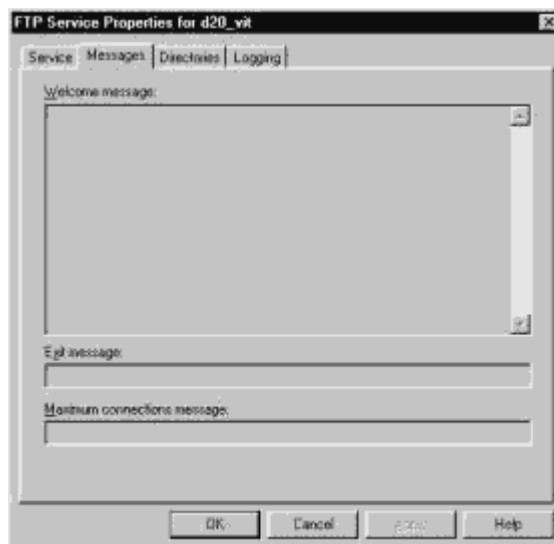 FTP Service Properties for d20_vit
Service Messages Directories Logging
Welcome message:
Exit message:
Maximum connections message:
OK Cancel Apply Help